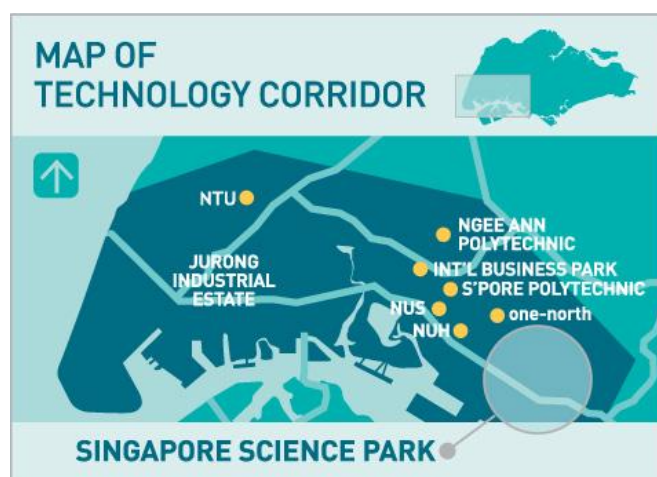 MAP OF
TECHNOLOGY CORRIDOR
NTU
NGEE ANN
POLYTECHNIC
JURONG
INDUSTRIAL
ESTATE
INT'L BUSINESS PARK
S'PORE POLYTECHNIC
NUS
one-north
NUH
SINGAPORE SCIENCE PARK